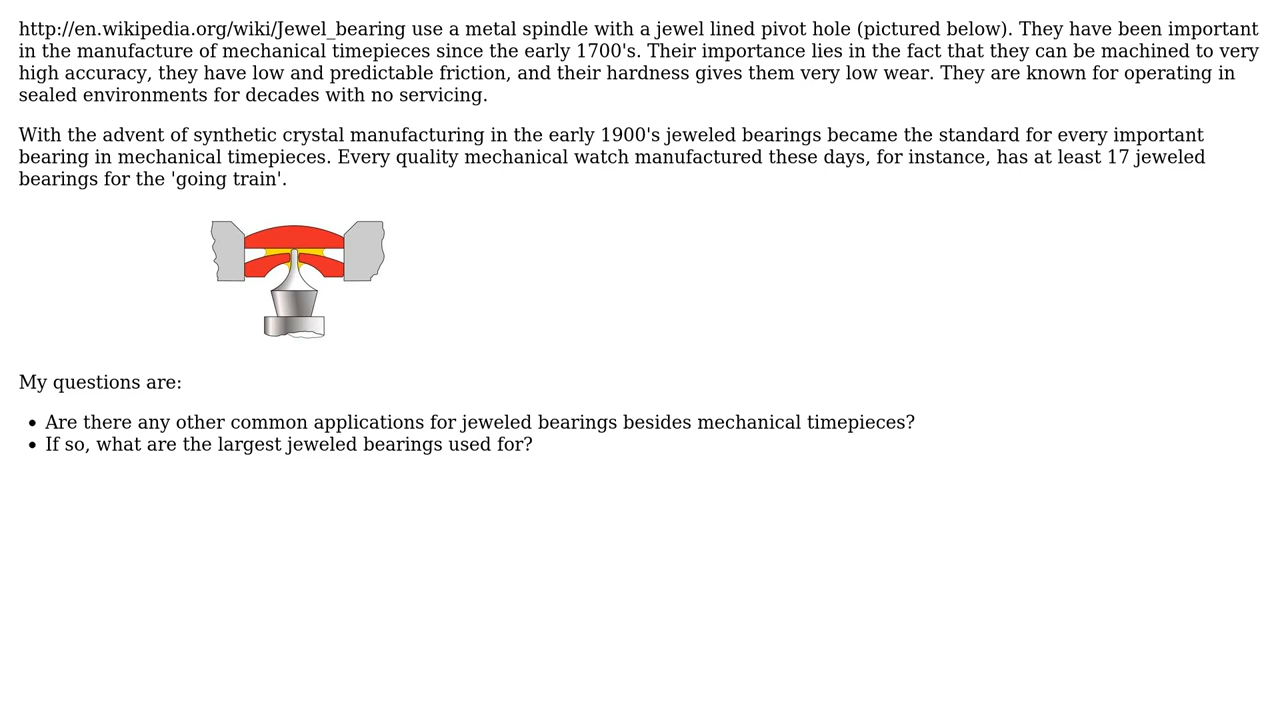 http://en.wikipedia.org/wiki/Jewel_bearing use a metal spindle with a jewel lined pivot hole (pictured below). They have been important
in the manufacture of mechanical timepieces since the early 1700's. Their importance lies in the fact that they can be machined to very
high accuracy, they have low and predictable friction, and their hardness gives them very low wear. They are known for operating in
sealed environments for decades with no servicing.
With the advent of synthetic crystal manufacturing in the early 1900's jeweled bearings became the standard for every important
bearing in mechanical timepieces. Every quality mechanical watch manufactured these days, for instance, has at least 17 jeweled
bearings for the 'going train'.
My questions are:
• Are there any other common applications for jeweled bearings besides mechanical timepieces?
• If so, what are the largest jeweled bearings used for?